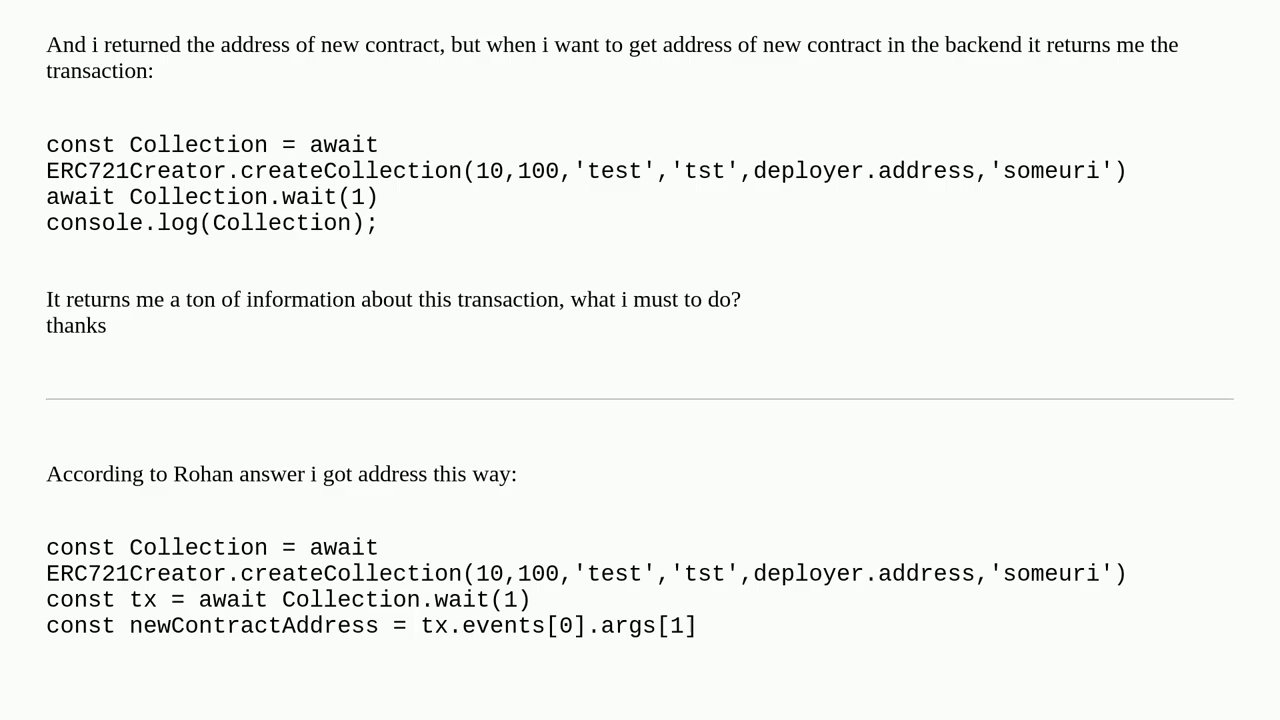 And i returned the address of new contract, but when i want to get address of new contract in the backend it returns me the
transaction:
const Collection = await
ERC721Creator.createCollection(10,100,'test','tst',deployer.address,'someuri')
await Collection.wait(1)
console.log(Collection);
It returns me a ton of information about this transaction, what i must to do?
thanks
According to Rohan answer i got address this way:
const Collection = await
ERC721Creator.createCollection(10,100,'test','tst',deployer.address,'someuri')
const tx = await Collection.wait(1)
const newContractAddress = tx.events[0].args[1]